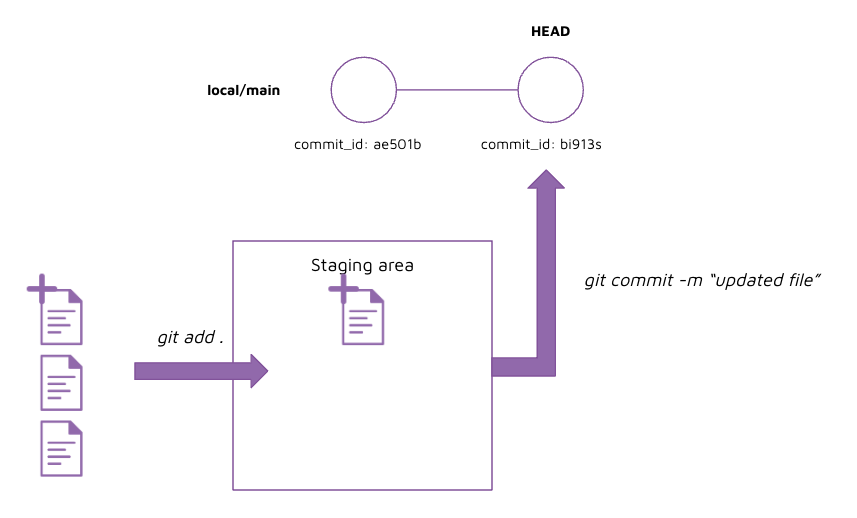 HEAD
local/main
commit_id: ae501b
commit_id: bi913s
Staging area
git commit -m “updated file”
git add .